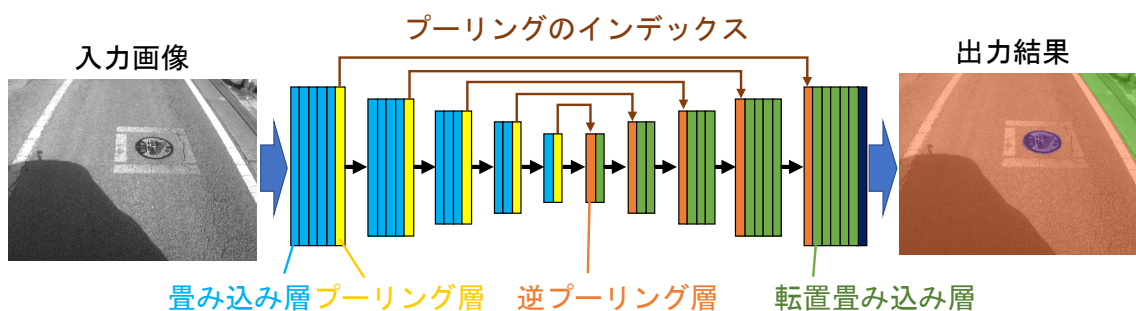 プーリングのインデックス
入力画像
出力結果
畳み込み層
プーリング層
逆プーリング層
転置畳み込み層